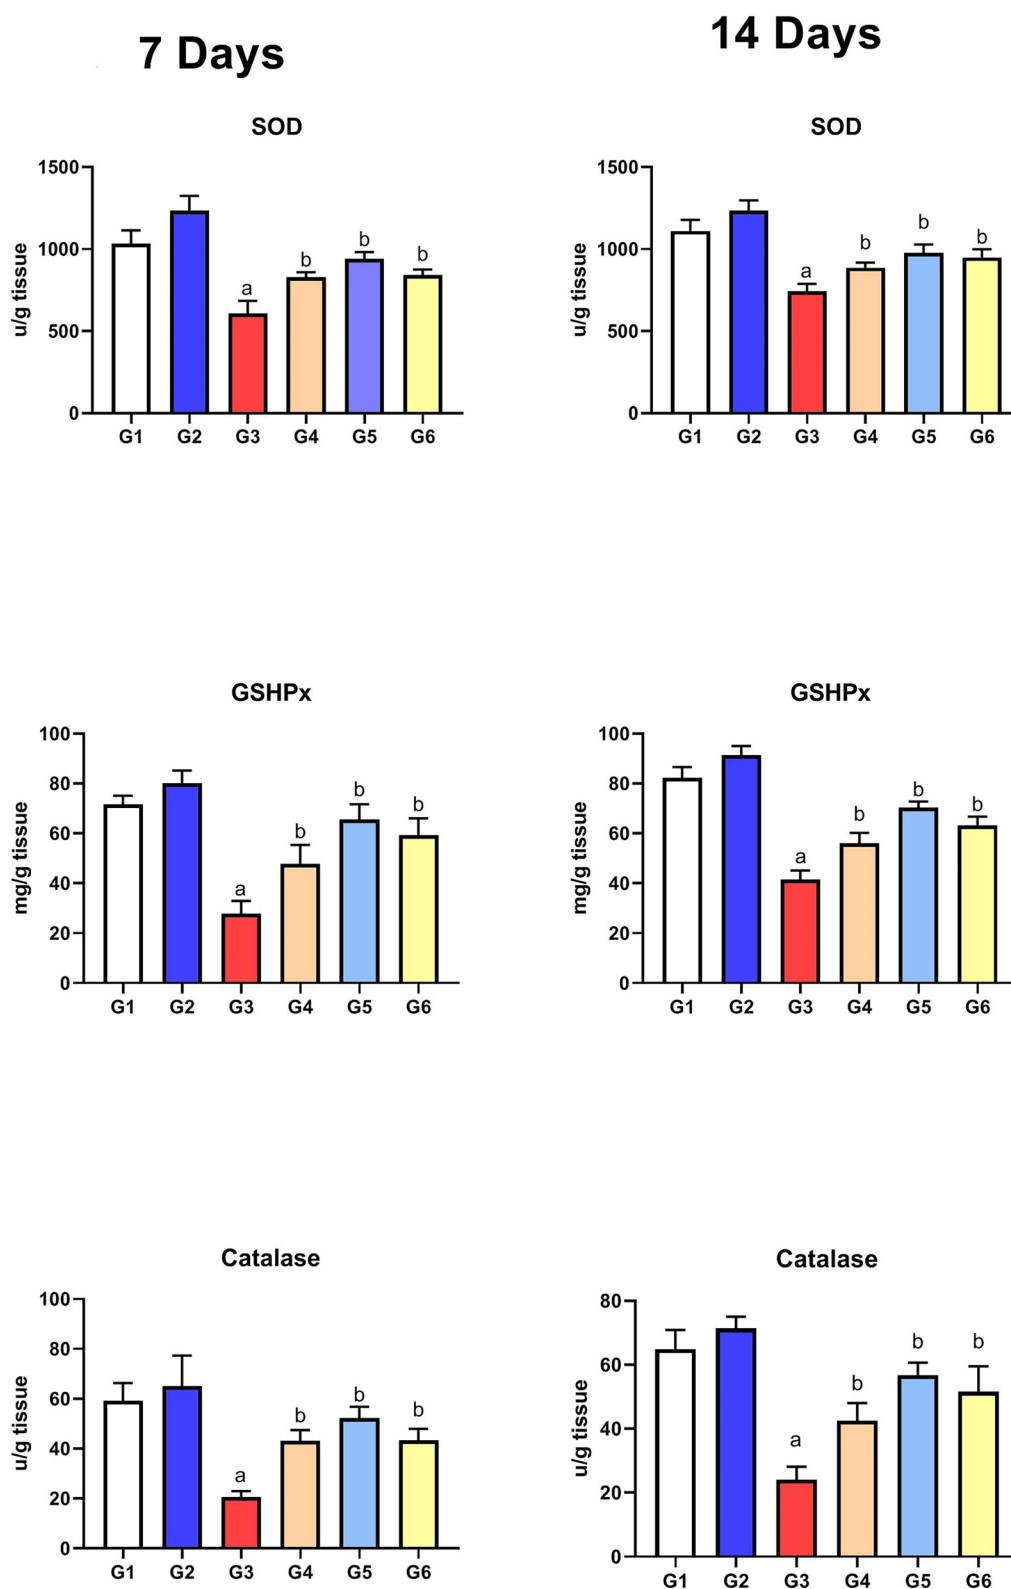 7 Days
14 Days
SOD
1500
1000
500
0
u/g tissue
a
b
b
b
G1 G2 G3 G4 G5 G6
SOD
1500
1000
500
0
u/g tissue
a
b
b
b
G1 G2 G3 G4 G5 G6
GSHPx
100
80
60
40
20
0
mg/g tissue
a
b
b
b
G1 G2 G3 G4 G5 G6
GSHPx
100
80
60
40
20
0
mg/g tissue
a
b
b
b
G1 G2 G3 G4 G5 G6
Catalase
100
80
60
40
20
0
u/g tissue
a
b
b
b
G1 G2 G3 G4 G5 G6
Catalase
80
60
40
20
0
u/g tissue
a
b
b
b
G1 G2 G3 G4 G5 G6